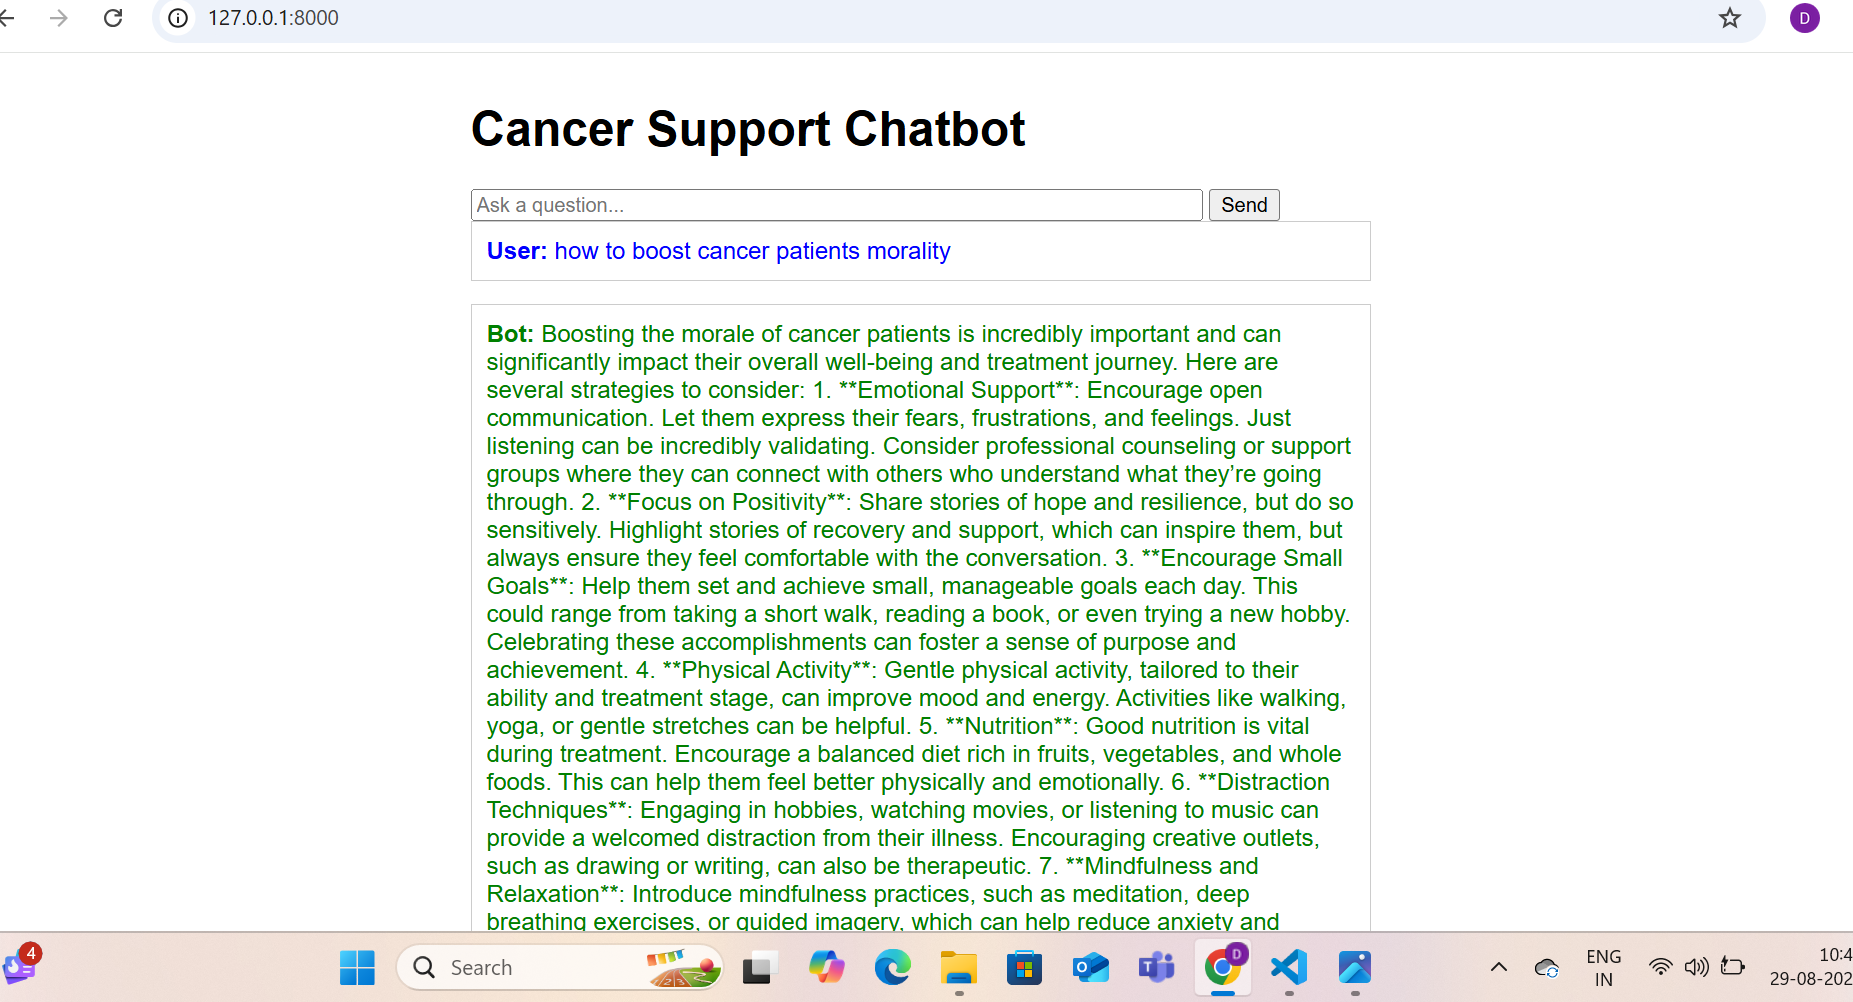 127.0.0.1:8000
D
Cancer Support Chatbot
Ask a question...
Send
User: how to boost cancer patients morality
Bot: Boosting the morale of cancer patients is incredibly important and can
significantly impact their overall well-being and treatment journey. Here are
several strategies to consider: 1. **Emotional Support**: Encourage open
communication. Let them express their fears, frustrations, and feelings. Just
listening can be incredibly validating. Consider professional counseling or support
groups where they can connect with others who understand what they’re going
through. 2. **Focus on Positivity**: Share stories of hope and resilience, but do so
sensitively. Highlight stories of recovery and support, which can inspire them, but
always ensure they feel comfortable with the conversation. 3. **Encourage Small
Goals**: Help them set and achieve small, manageable goals each day. This
could range from taking a short walk, reading a book, or even trying a new hobby.
Celebrating these accomplishments can foster a sense of purpose and
achievement. 4. **Physical Activity**: Gentle physical activity, tailored to their
ability and treatment stage, can improve mood and energy. Activities like walking,
yoga, or gentle stretches can be helpful. 5. **Nutrition**: Good nutrition is vital
during treatment. Encourage a balanced diet rich in fruits, vegetables, and whole
foods. This can help them feel better physically and emotionally. 6. **Distraction
Techniques**: Engaging in hobbies, watching movies, or listening to music can
provide a welcomed distraction from their illness. Encouraging creative outlets,
such as drawing or writing, can also be therapeutic. 7. **Mindfulness and
Relaxation**: Introduce mindfulness practices, such as meditation, deep
breathing exercises, or guided imagery, which can help reduce anxiety and
4
Search
D
ENG
IN
10:4
29-08-202